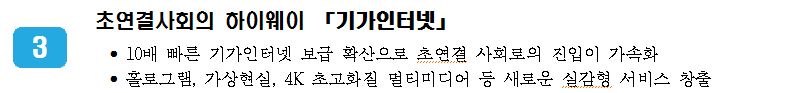 3
초연결사회의 하이웨이 「기가인터넷」
• 10배 빠른 기가인터넷 보급 확산으로 초연결 사회로의 진입이 가속화
• 홀로그램, 가상현실, 4K 초고화질 멀티미디어 등 새로운 실감형 서비스 창출